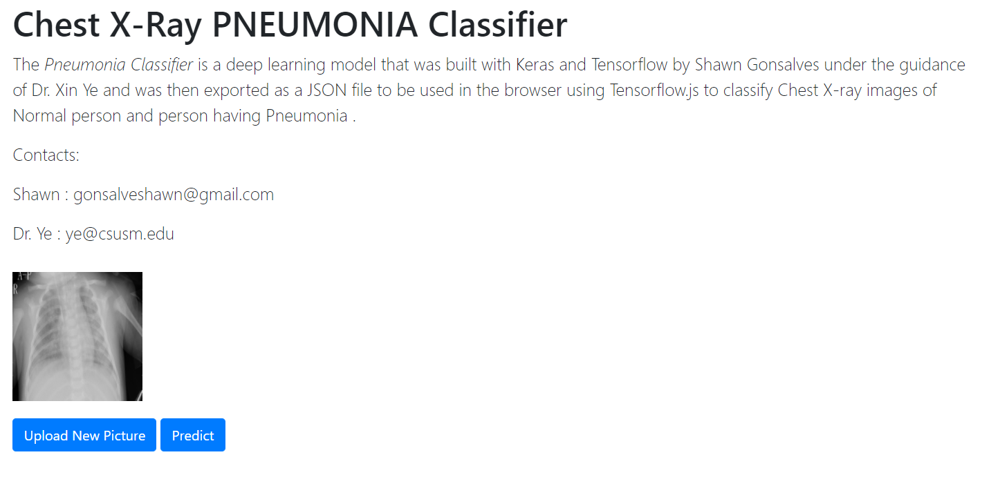 Chest X-Ray PNEUMONIA Classifier
The Pneumonia Classifier is a deep learning model that was built with Keras and Tensorflow by Shawn Gonsalves under the guidance
of Dr. Xin Ye and was then exported as a JSON file to be used in the browser using Tensorflow.js to classify Chest X-ray images of
Normal person and person having Pneumonia .
Contacts:
Shawn : gonsalveshawn@gmail.com
Dr. Ye : ye@csusm.edu
A-P
R
Upload New Picture Predict